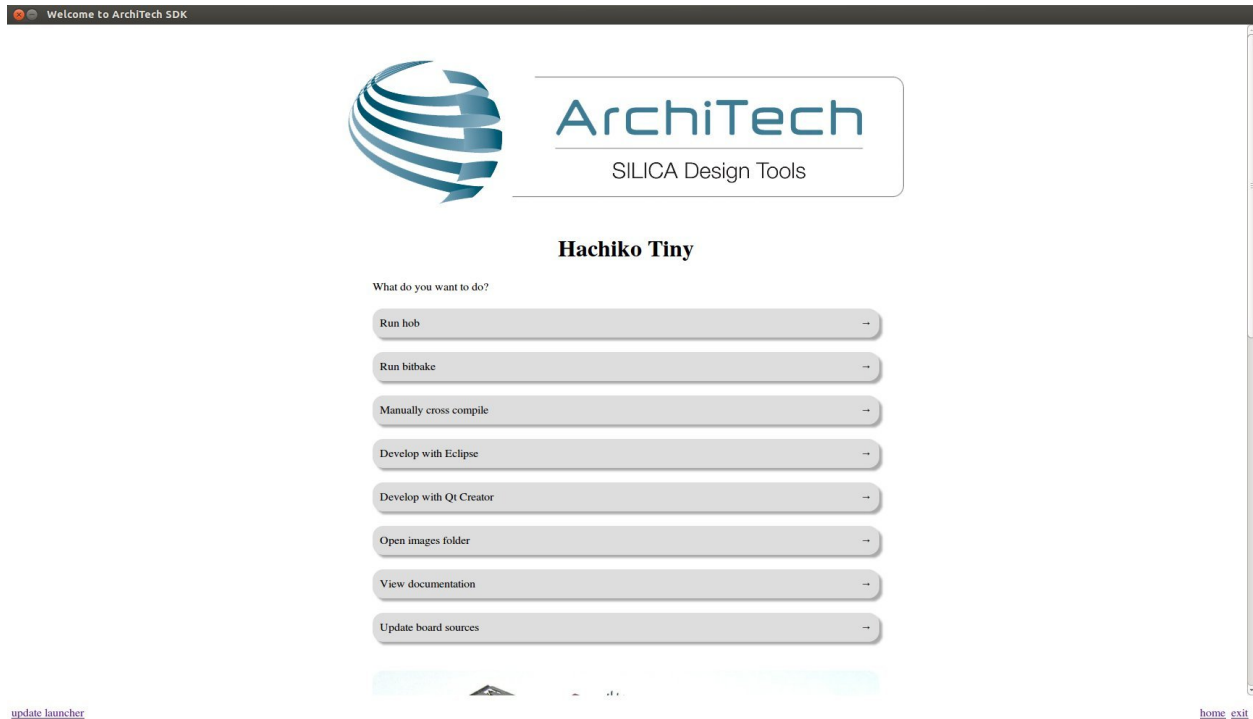 Welcome to ArchiTech SDK
ArchiTech
SILICA Design Tools
Hachiko Tiny
What do you want to do?
Run hob →
Run bitbake →
Manually cross compile →
Develop with Eclipse →
Develop with Qt Creator →
Open images folder →
View documentation →
Update board sources →
update launcher home exit